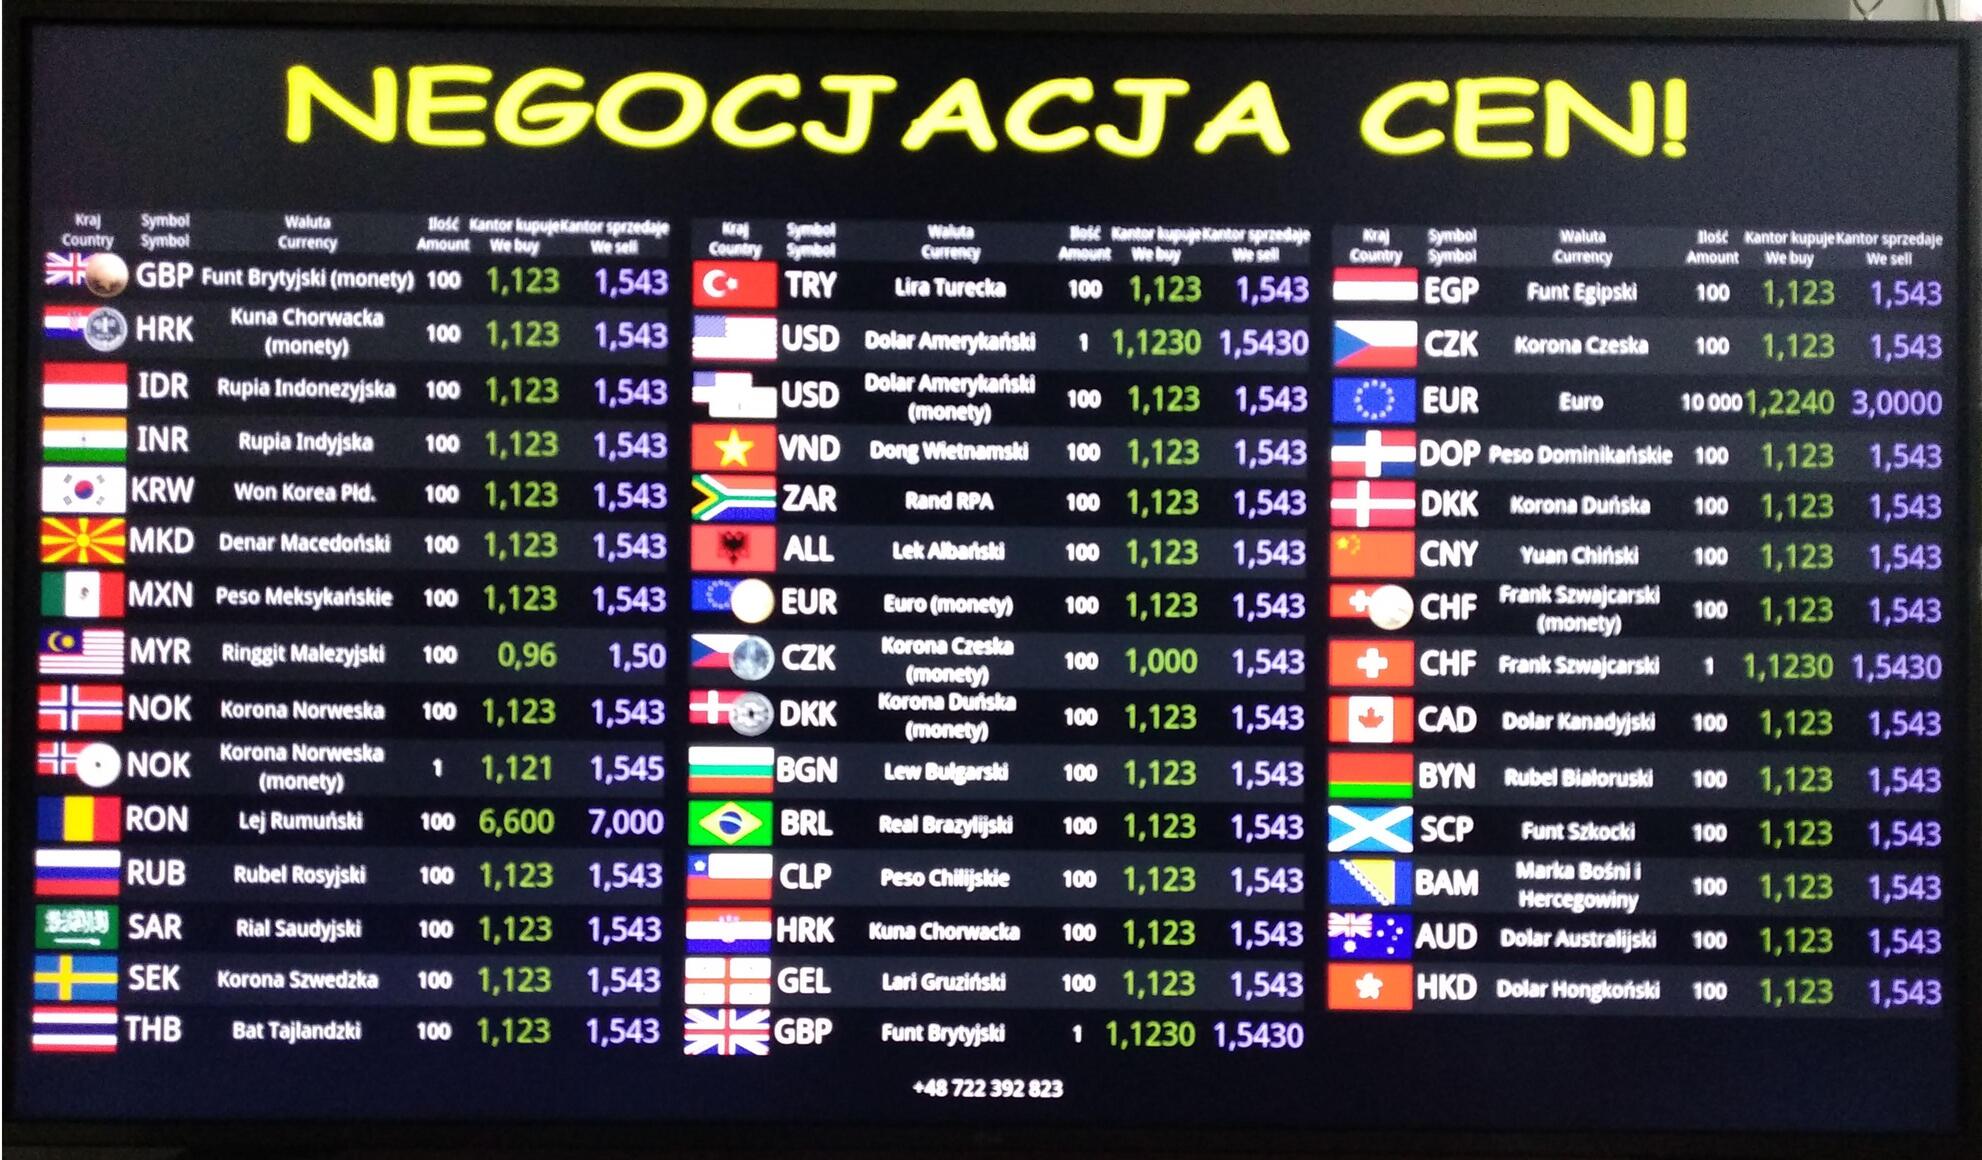 NEGOCJACJA CEN!
Kraj Symbol Waluta Ilość Kantor kupuje Kantor sprzedaje
Country Symbol Currency Amount We buy We sell
GBP Funt Brytyjski (monety) 100 1,123 1,543
HRK Kuna Chorwacka (monety) 100 1,123 1,543
IDR Rupia Indonezyjska 100 1,123 1,543
INR Rupia Indyjska 100 1,123 1,543
KRW Won Korea Płd. 100 1,123 1,543
MKD Denar Macedoński 100 1,123 1,543
MXN Peso Meksykańskie 100 1,123 1,543
MYR Ringgit Malezyjski 100 0,96 1,50
NOK Korona Norweska 100 1,123 1,543
NOK Korona Norweska (monety) 1 1,121 1,545
RON Lej Rumuński 100 6,600 7,000
RUB Rubel Rosyjski 100 1,123 1,543
SAR Rial Saudyjski 100 1,123 1,543
SEK Korona Szwedzka 100 1,123 1,543
THB Bat Tajlandzki 100 1,123 1,543
Kraj Symbol Waluta Ilość Kantor kupuje Kantor sprzedaje
Country Symbol Currency Amount We buy We sell
TRY Lira Turecka 100 1,123 1,543
USD Dolar Amerykański 1 1,1230 1,5430
USD Dolar Amerykański (monety) 100 1,123 1,543
VND Dong Wietnamski 100 1,123 1,543
ZAR Rand RPA 100 1,123 1,543
ALL Lek Albański 100 1,123 1,543
EUR Euro (monety) 100 1,123 1,543
CZK Korona Czeska (monety) 100 1,000 1,543
DKK Korona Duńska (monety) 100 1,123 1,543
BGN Lew Bułgarski 100 1,123 1,543
BRL Real Brazylijski 100 1,123 1,543
CLP Peso Chilijskie 100 1,123 1,543
HRK Kuna Chorwacka 100 1,123 1,543
GEL Lari Gruziński 100 1,123 1,543
GBP Funt Brytyjski 1 1,1230 1,5430
Kraj Symbol Waluta Ilość Kantor kupuje Kantor sprzedaje
Country Symbol Currency Amount We buy We sell
EGP Funt Egipski 100 1,123 1,543
CZK Korona Czeska 100 1,123 1,543
EUR Euro 10 000 1,2240 3,0000
DOP Peso Dominikańskie 100 1,123 1,543
DKK Korona Duńska 100 1,123 1,543
CNY Yuan Chiński 100 1,123 1,543
CHF Frank Szwajcarski (monety) 100 1,123 1,543
CHF Frank Szwajcarski 1 1,1230 1,5430
CAD Dolar Kanadyjski 100 1,123 1,543
BYN Rubel Białoruski 100 1,123 1,543
SCP Funt Szkocki 100 1,123 1,543
BAM Marka Bośni i Hercegowiny 100 1,123 1,543
AUD Dolar Australijski 100 1,123 1,543
HKD Dolar Hongkoński 100 1,123 1,543
+48 722 392 823